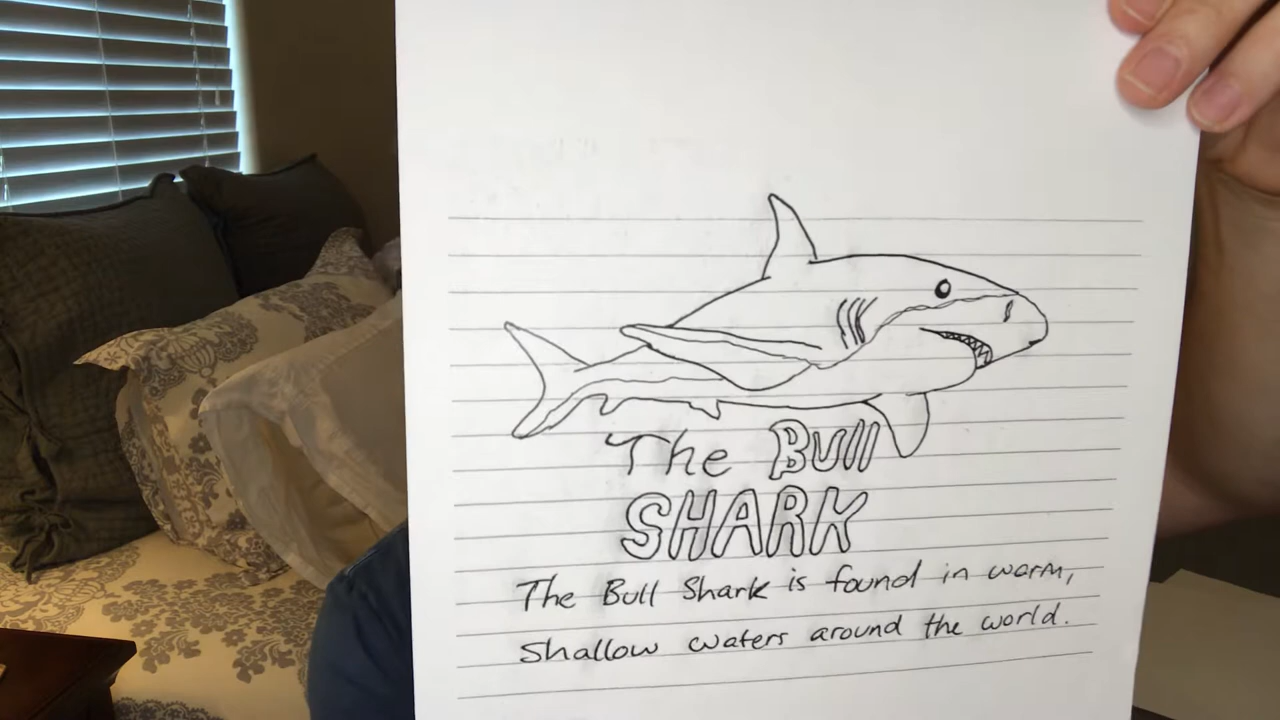 The Bull
SHARK
The Bull Shark is found in warm,
Shallow waters around the world.